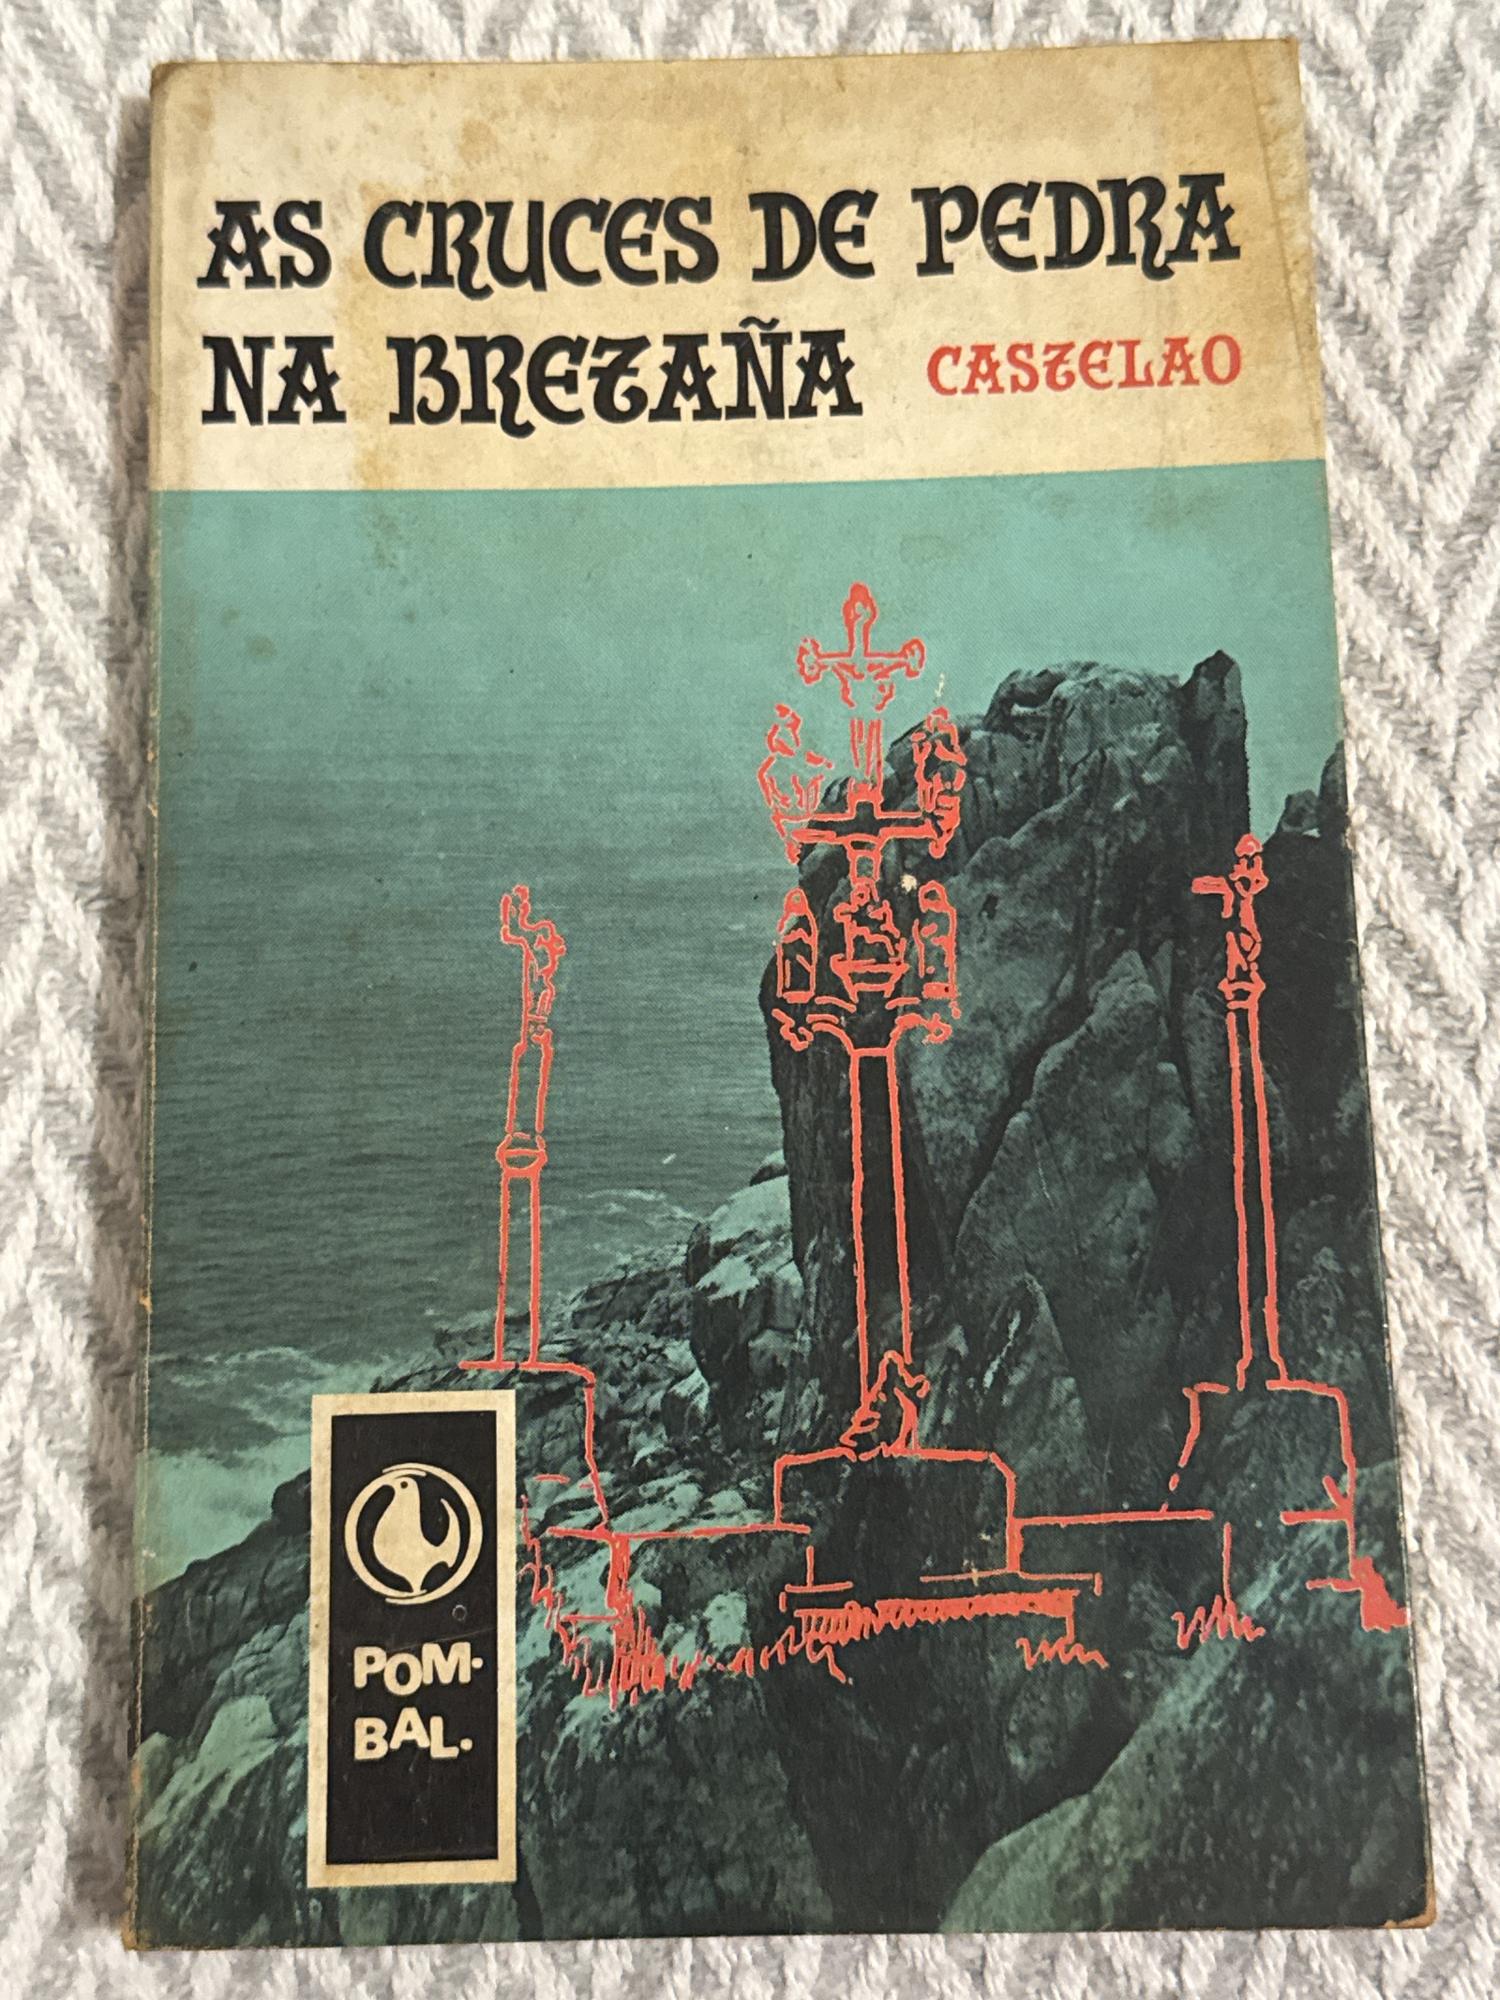 AS CRUCES DE PEDRA
NA BRETAÑA CASTELAO
POM-
BAL.